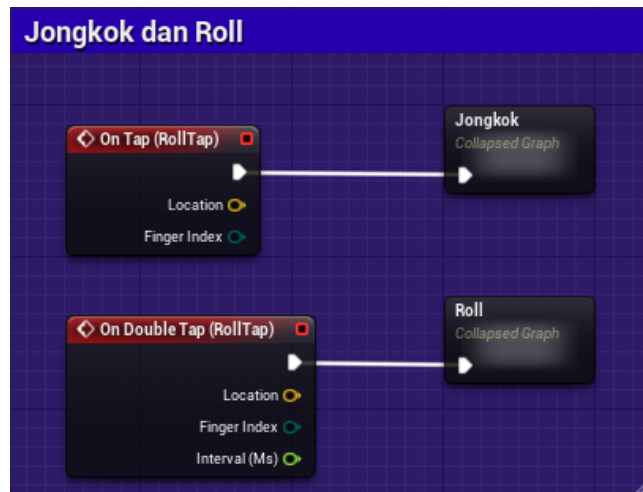 Jongkok dan Roll
On Tap (RollTap)
Location
Finger Index
Jongkok
Collapsed Graph
On Double Tap (RollTap)
Location
Finger Index
Interval (Ms)
Roll
Collapsed Graph